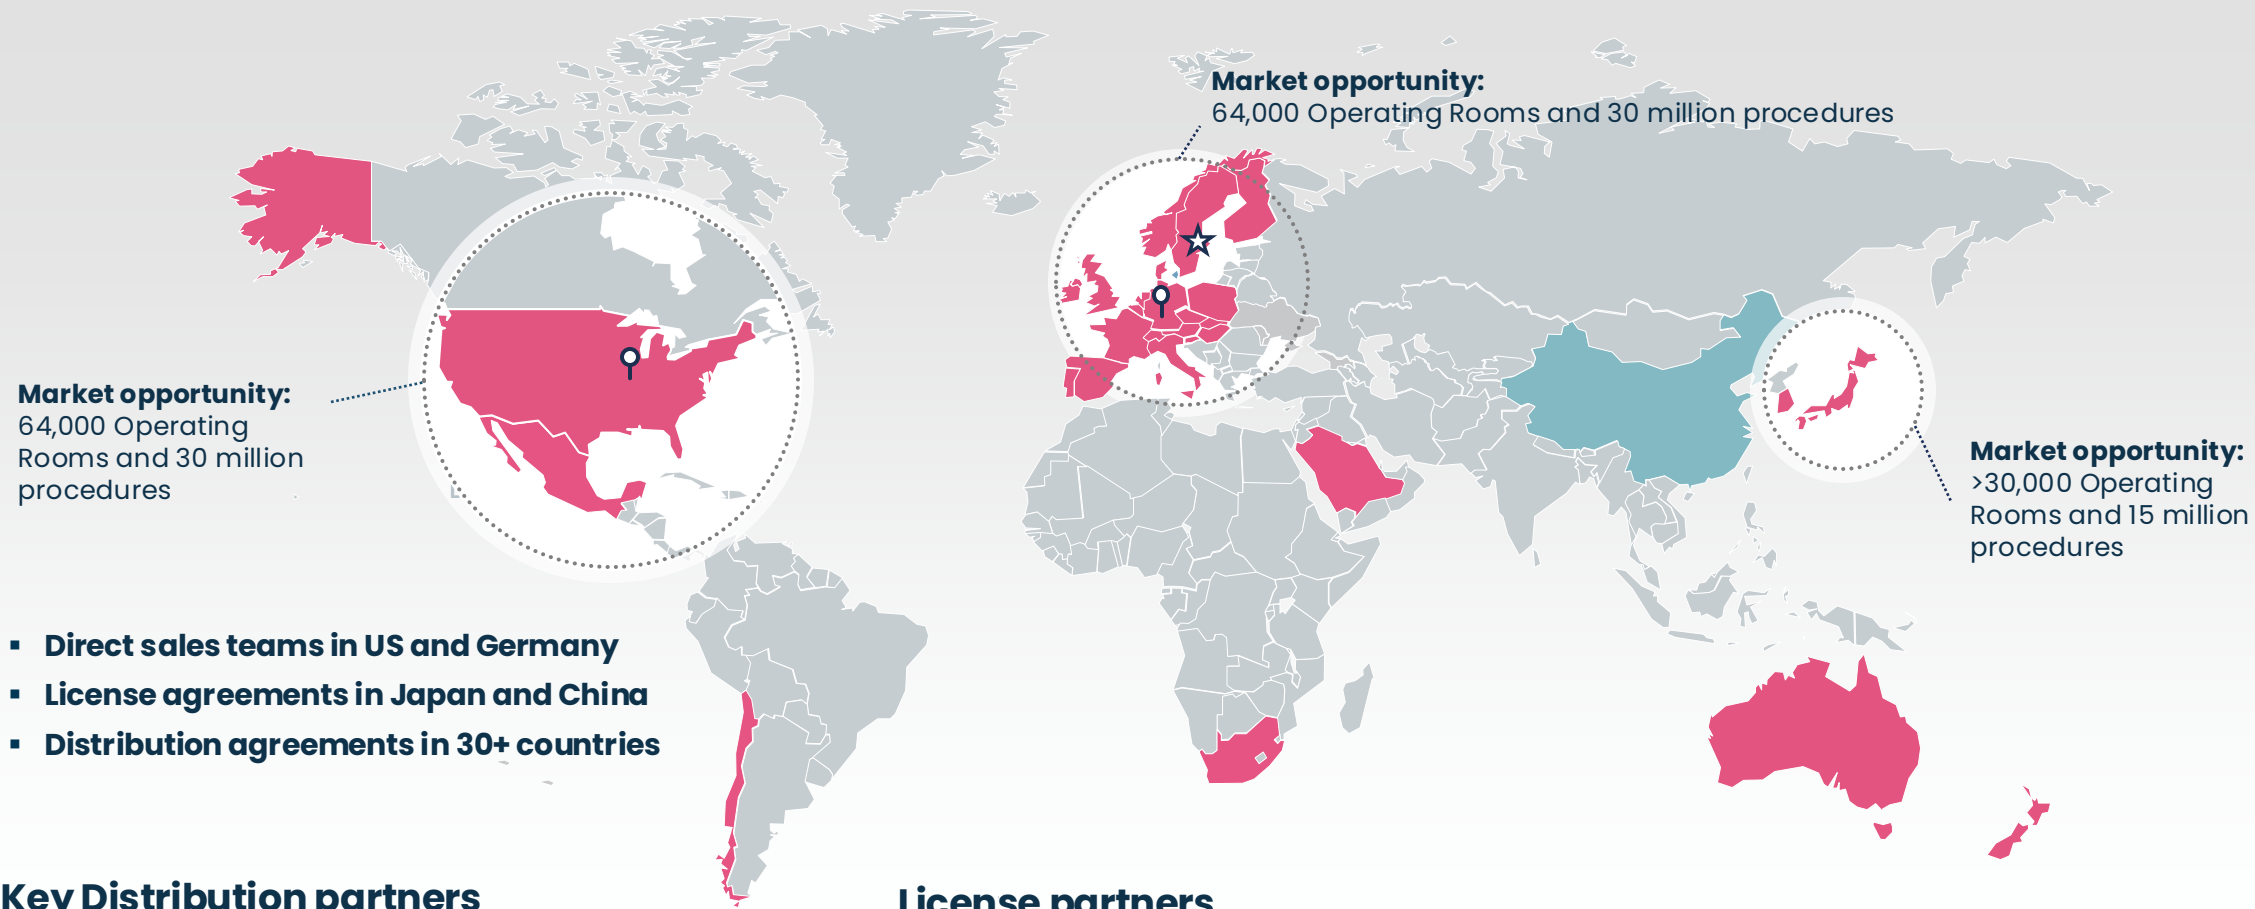 Market opportunity:
64,000 Operating Rooms and 30 million procedures
Market opportunity:
64,000 Operating
Rooms and 30 million
procedures
Market opportunity:
>30,000 Operating
Rooms and 15 million
procedures
▪ Direct sales teams in US and Germany
▪ License agreements in Japan and China
▪ Distribution agreements in 30+ countries
Key Distribution partners
License partners